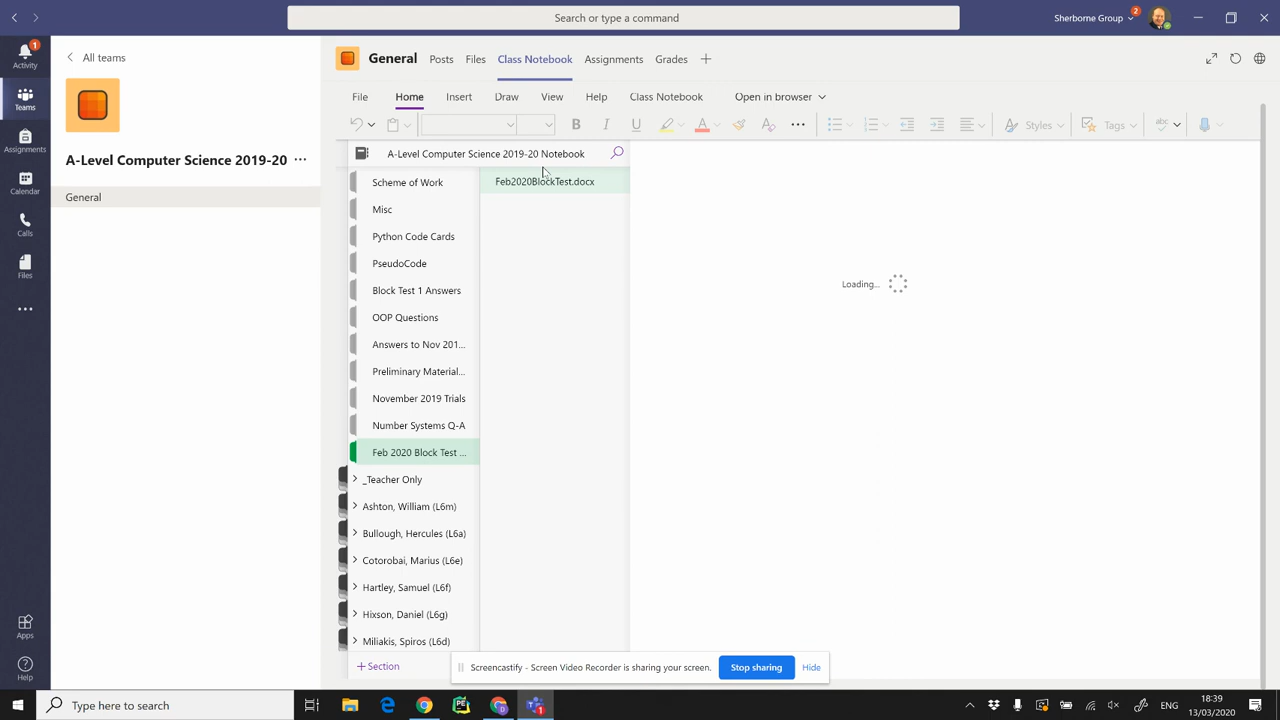 Search or type a command
Sherborne Group
2
1
Activity
Teams
Assignments
Calendar
Calls
Files
Apps
Help
All teams
A-Level Computer Science 2019-20
General
General
Posts
Files
Class Notebook
Assignments
Grades
File
Home
Insert
Draw
View
Help
Class Notebook
Open in browser
B
I
U
A
A
Styles
Tags
abc
A-Level Computer Science 2019-20 Notebook
Scheme of Work
Misc
Python Code Cards
PseudoCode
Block Test 1 Answers
OOP Questions
Answers to Nov 201...
Preliminary Material...
November 2019 Trials
Number Systems Q-A
Feb 2020 Block Test ...
_Teacher Only
Ashton, William (L6m)
Bullough, Hercules (L6a)
Cotorobai, Marius (L6e)
Hartley, Samuel (L6f)
Hixson, Daniel (L6g)
Miliakis, Spiros (L6d)
Section
Feb2020BlockTest.docx
Loading...
Screencastify - Screen Video Recorder is sharing your screen.
Stop sharing
Hide
Type here to search
PE
1
ENG
18:39
13/03/2020